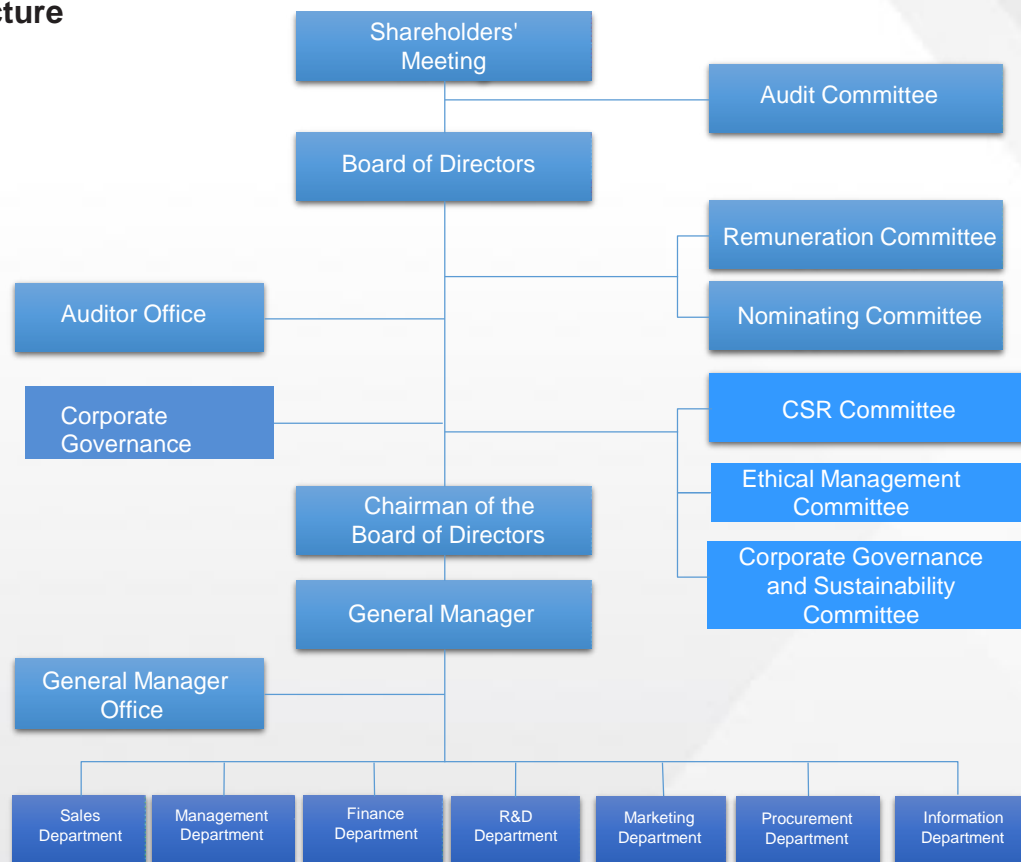 Shareholders'
Meeting
Audit Committee
Board of Directors
Remuneration Committee
Auditor Office
Nominating Committee
Corporate
Governance
CSR Committee
Ethical Management
Committee
Chairman of the
Board of Directors
Corporate Governance
and Sustainability
Committee
General Manager
General Manager
Office
Sales
Department
Management
Department
Finance
Department
R&D
Department
Marketing
Department
Procurement
Department
Information
Department